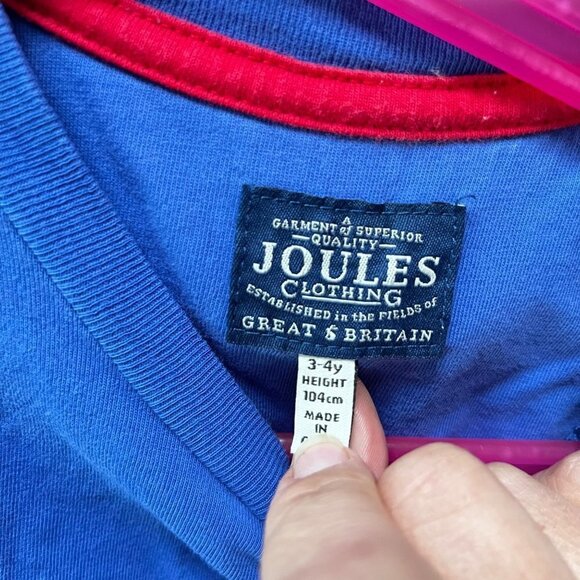 A
GARMENT of SUPERIOR
QUALITY
JOULES
CLOTHING
ESTABLISHED in the FIELDS of
GREAT & BRITAIN
3-4y
HEIGHT
104cm
MADE
IN